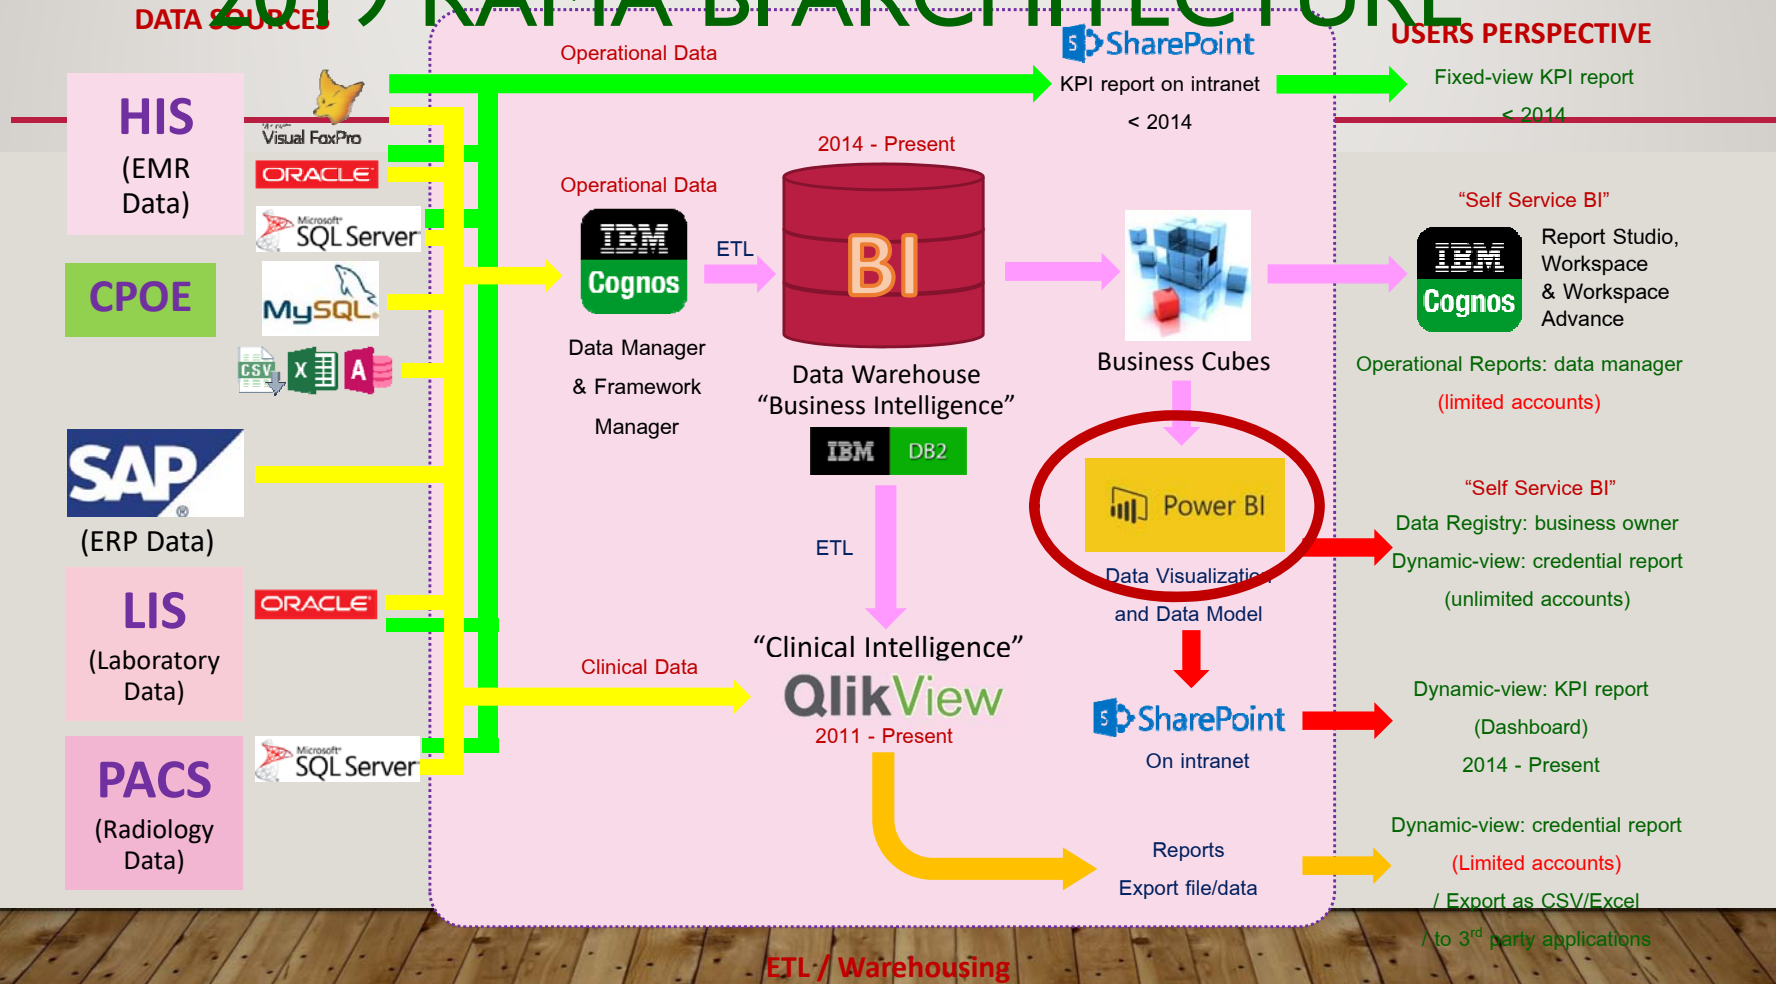 2019 RAMA BI ARCHITECTURE
DATA SOURCES
USERS PERSPECTIVE
HIS
(EMR
Data)
CPOE
SAP
®
(ERP Data)
LIS
(Laboratory
Data)
PACS
(Radiology
Data)
Visual FoxPro
ORACLE
Microsoft
SQL Server
MySQL
CSV
X
A
ORACLE
Microsoft
SQL Server
Operational Data
S
SharePoint
KPI report on intranet
< 2014
Operational Data
IBM
Cognos
Data Manager
& Framework
Manager
ETL
2014 - Present
BI
Data Warehouse
“Business Intelligence”
IBM DB2
ETL
Business Cubes
Power BI
Data Visualization
and Data Model
Clinical Data
“Clinical Intelligence”
QlikView
2011 - Present
S
SharePoint
On intranet
Reports
Export file/data
Fixed-view KPI report
< 2014
“Self Service BI”
IBM
Cognos
Report Studio,
Workspace
& Workspace
Advance
Operational Reports: data manager
(limited accounts)
“Self Service BI”
Data Registry: business owner
Dynamic-view: credential report
(unlimited accounts)
Dynamic-view: KPI report
(Dashboard)
2014 - Present
Dynamic-view: credential report
(Limited accounts)
/ Export as CSV/Excel
/ to 3rd party applications
ETL / Warehousing